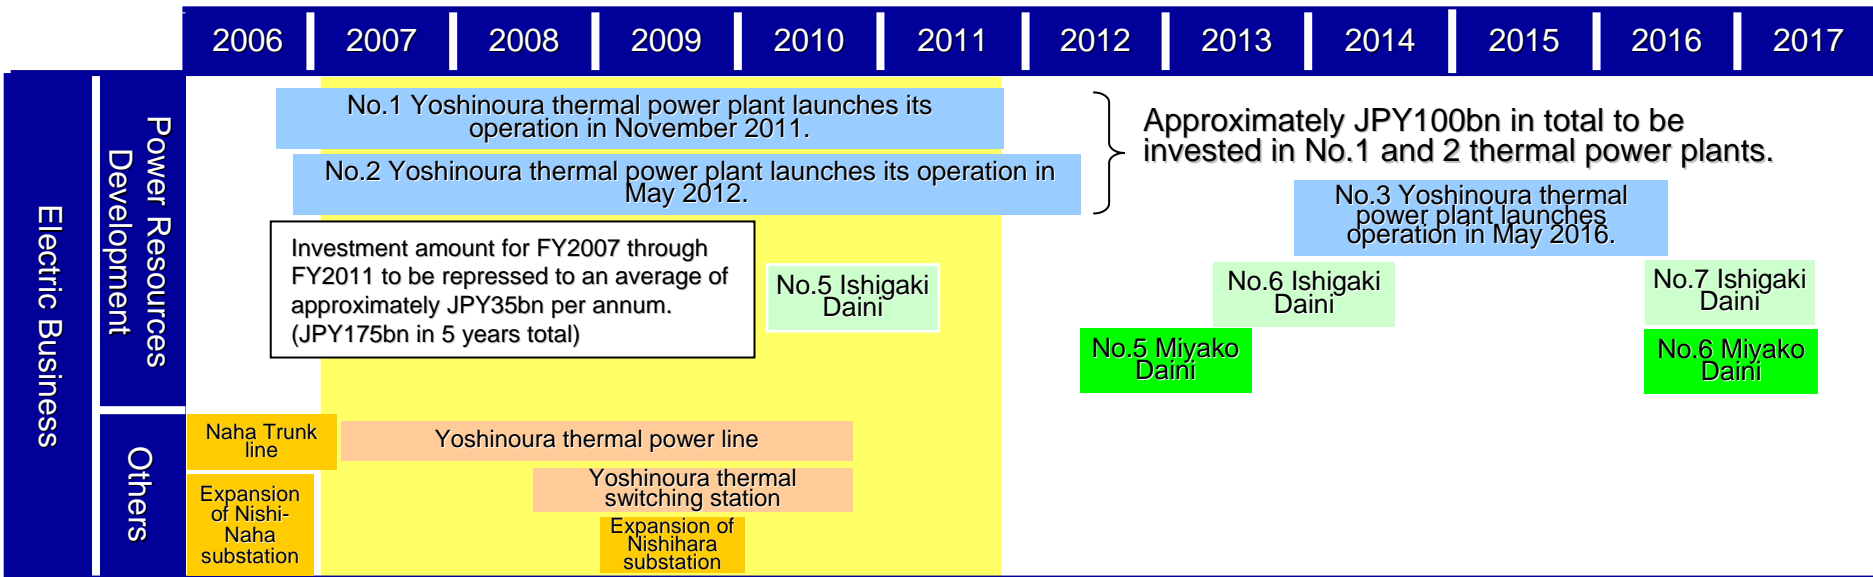 2006 2007 2008 2009 2010 2011 2012 2013 2014 2015 2016 2017
Electric Business
Power Resources
Development
No.1 Yoshinoura thermal power plant launches its
operation in November 2011.
No.2 Yoshinoura thermal power plant launches its operation in
May 2012.
Approximately JPY100bn in total to be
invested in No.1 and 2 thermal power plants.
No.3 Yoshinoura thermal
power plant launches
operation in May 2016.
Investment amount for FY2007 through
FY2011 to be repressed to an average of
approximately JPY35bn per annum.
(JPY175bn in 5 years total)
No.5 Ishigaki
Daini
No.6 Ishigaki
Daini
No.7 Ishigaki
Daini
No.5 Miyako
Daini
No.6 Miyako
Daini
Others
Naha Trunk
line
Yoshinoura thermal power line
Expansion
of Nishi-
Naha
substation
Yoshinoura thermal
switching station
Expansion of
Nishihara
substation